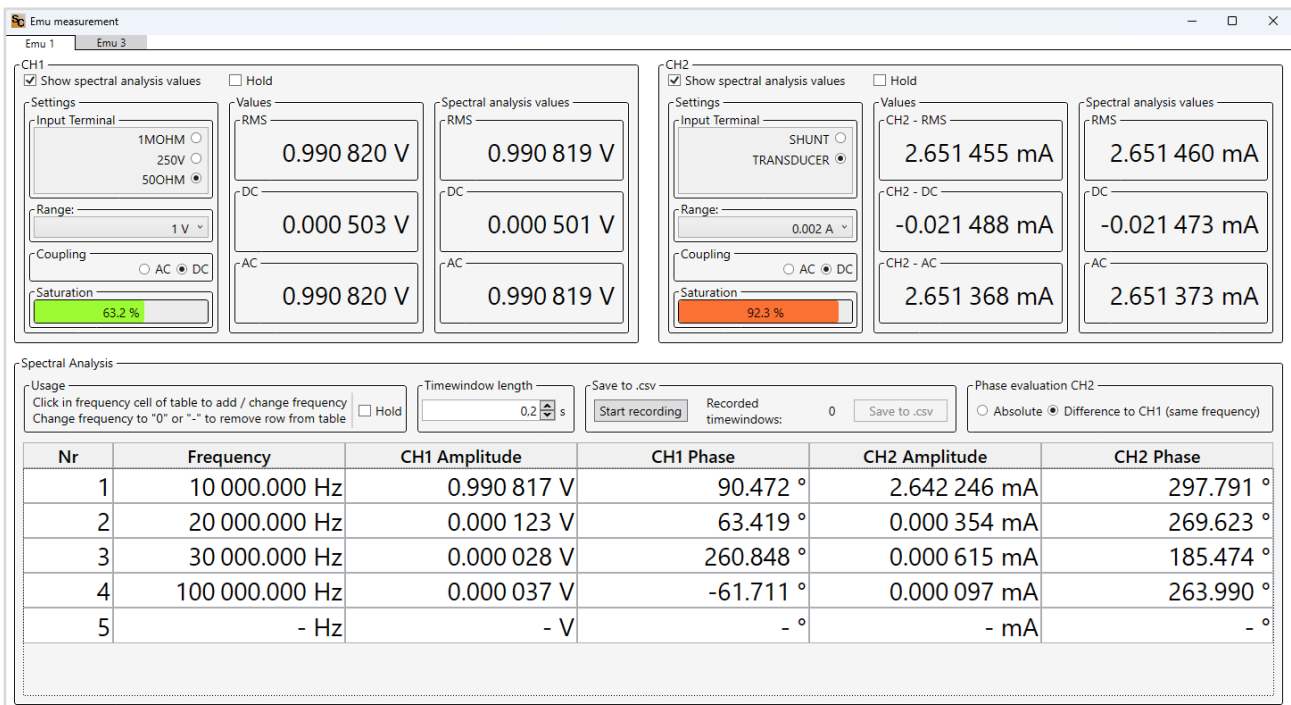 SC Emu measurement
Emu 1 Emu 3
CH1
Show spectral analysis values Hold
Settings
Input Terminal
1MOHM
250V
50OHM
Range:
1 V
Coupling
AC DC
Saturation
63.2 %
Values
RMS
0.990 820 V
DC
0.000 503 V
AC
0.990 820 V
Spectral analysis values
RMS
0.990 819 V
DC
0.000 501 V
AC
0.990 819 V
CH2
Show spectral analysis values Hold
Settings
Input Terminal
SHUNT
TRANSDUCER
Range:
0.002 A
Coupling
AC DC
Saturation
92.3 %
Values
CH2 - RMS
2.651 455 mA
CH2 - DC
-0.021 488 mA
CH2 - AC
2.651 368 mA
Spectral analysis values
RMS
2.651 460 mA
DC
-0.021 473 mA
AC
2.651 373 mA
Spectral Analysis
Usage
Click in frequency cell of table to add / change frequency
Change frequency to "0" or "-" to remove row from table
Hold
Timewindow length
0,2 s
Save to .csv
Start recording
Recorded
timewindows:
0
Save to .csv
Phase evaluation CH2
Absolute Difference to CH1 (same frequency)
Nr Frequency CH1 Amplitude CH1 Phase CH2 Amplitude CH2 Phase
1 10 000.000 Hz 0.990 817 V 90.472 ° 2.642 246 mA 297.791 °
2 20 000.000 Hz 0.000 123 V 63.419 ° 0.000 354 mA 269.623 °
3 30 000.000 Hz 0.000 028 V 260.848 ° 0.000 615 mA 185.474 °
4 100 000.000 Hz 0.000 037 V -61.711 ° 0.000 097 mA 263.990 °
5 - Hz - V - ° - mA - °